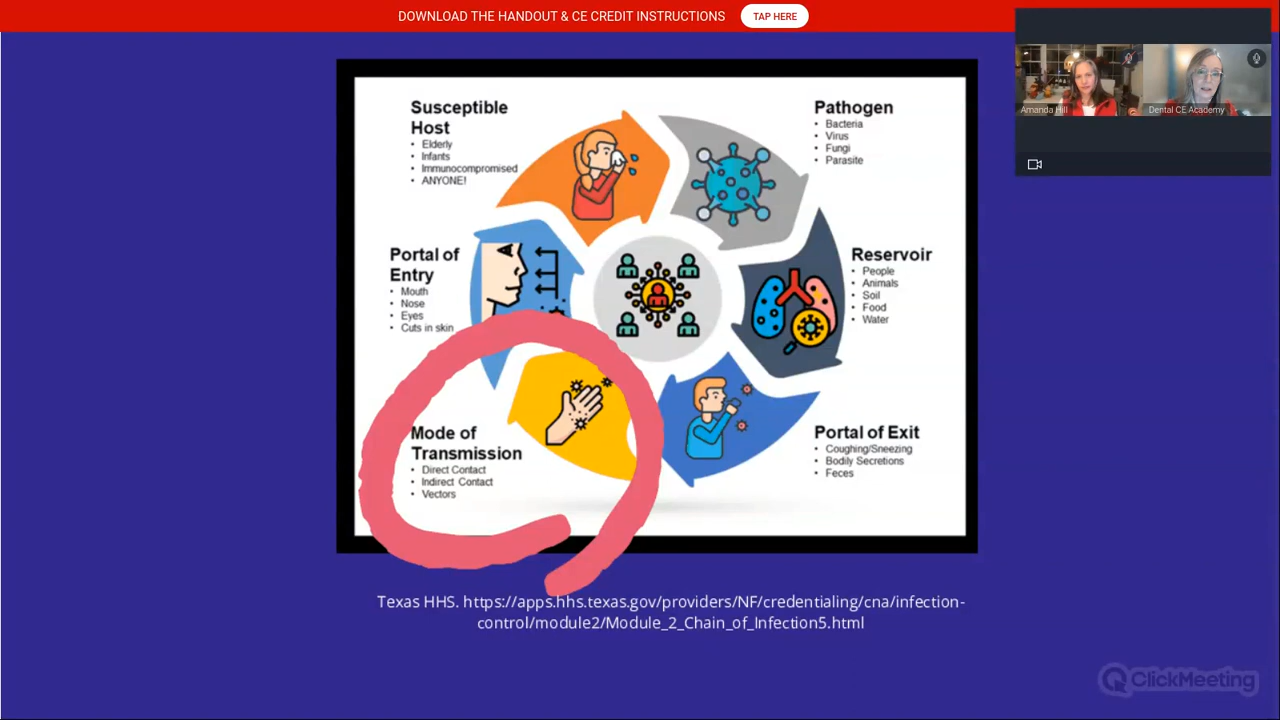 DOWNLOAD THE HANDOUT & CE CREDIT INSTRUCTIONS
TAP HERE
Amanda Hill
Dental CE Academy
Susceptible
Host
• Elderly
• Infants
• Immunocompromised
• ANYONE!
Pathogen
• Bacteria
• Virus
• Fungi
• Parasite
Portal of
Entry
• Mouth
• Nose
• Eyes
• Cuts in skin
Reservoir
• People
• Animals
• Soil
• Food
• Water
Mode of
Transmission
• Direct Contact
• Indirect Contact
• Vectors
Portal of Exit
• Coughing/Sneezing
• Bodily Secretions
• Feces
Texas HHS. https://apps.hhs.texas.gov/providers/NF/credentialing/cna/infection-
control/module2/Module_2_Chain_of_Infection5.html
ClickMeeting